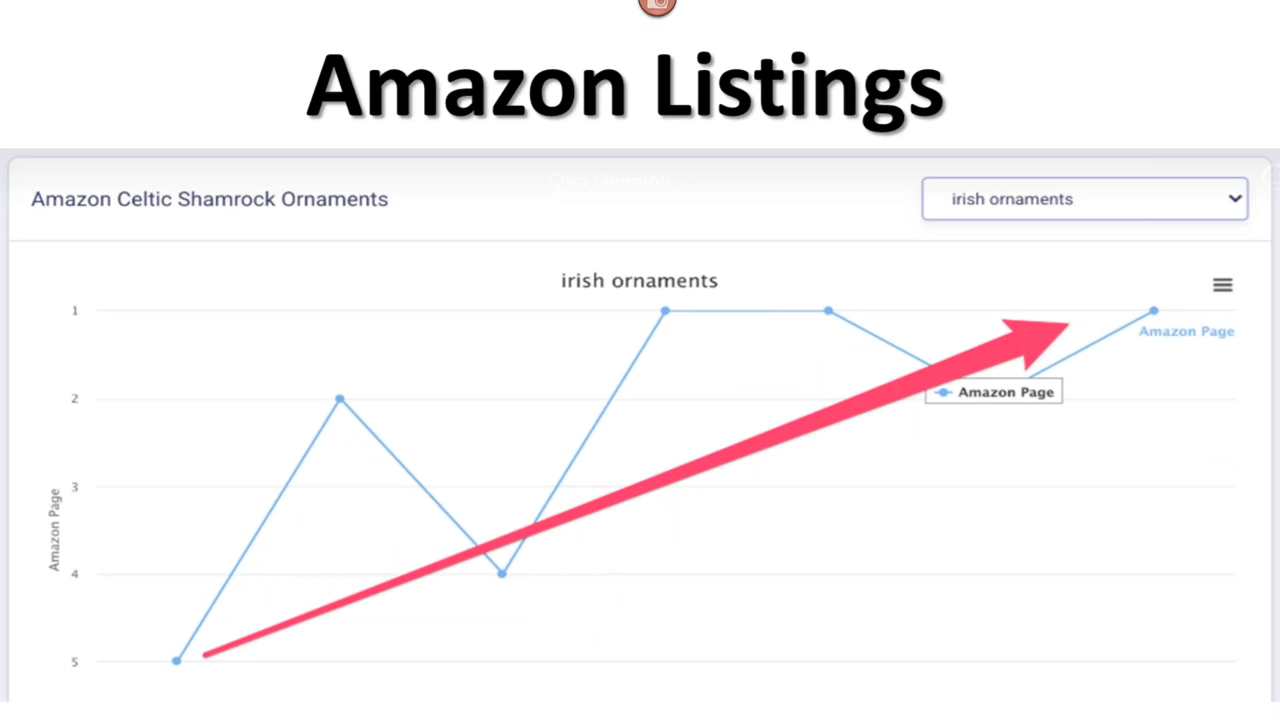 Amazon Listings
Amazon Celtic Shamrock Ornaments
irish ornaments
irish ornaments
1
Amazon Page
2
Amazon Page
3
Amazon Page
4
5